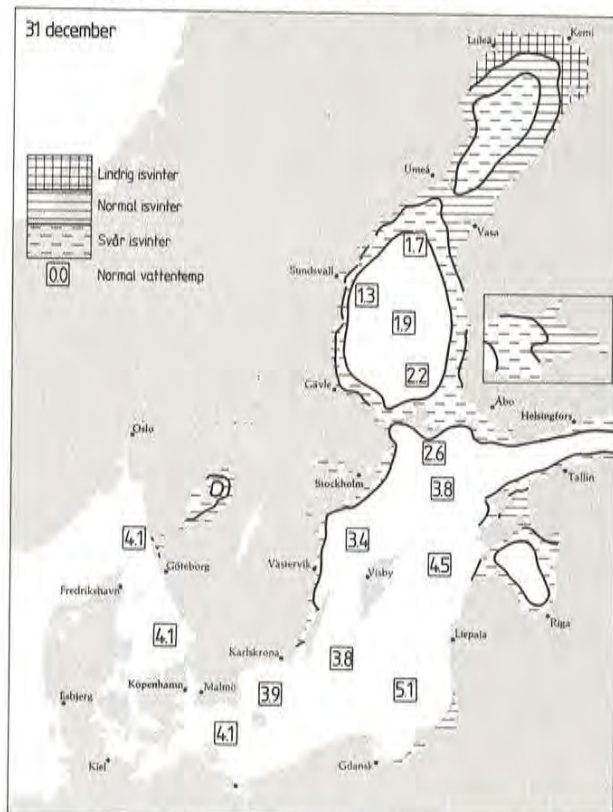 31 december
Luleå
Kemi
Lindrig isvinter
Umeå
Normal isvinter
Vasa
Svår isvinter
1.7
0.0 Normal vattentemp
Sundsvall
1.3
1.9
2.2
Gävle
Åbo
Helsingfors
Oslo
2.6
Tallin
Stockholm
3.8
4.1
3.4
Göteborg
Västervik
Visby
4.5
Fredrikshavn
Riga
4.1
Liepaja
Karlskrona
3.8
Köpenhamn
Malmö
3.9
5.1
Esbjerg
4.1
Kiel
Gdansk